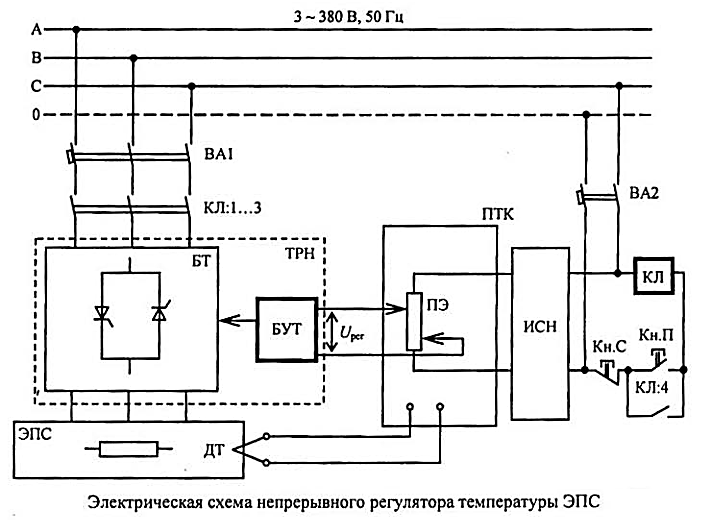 3 ~ 380 В, 50 Гц
А
В
С
0
ВА1
ВА2
КЛ:1...3
ПТК
БТ
ТРН
ПЭ
ИСН
КЛ
БУТ
Uрег
Кн.С
Кн.П
КЛ:4
ЭПС
ДТ
Электрическая схема непрерывного регулятора температуры ЭПС